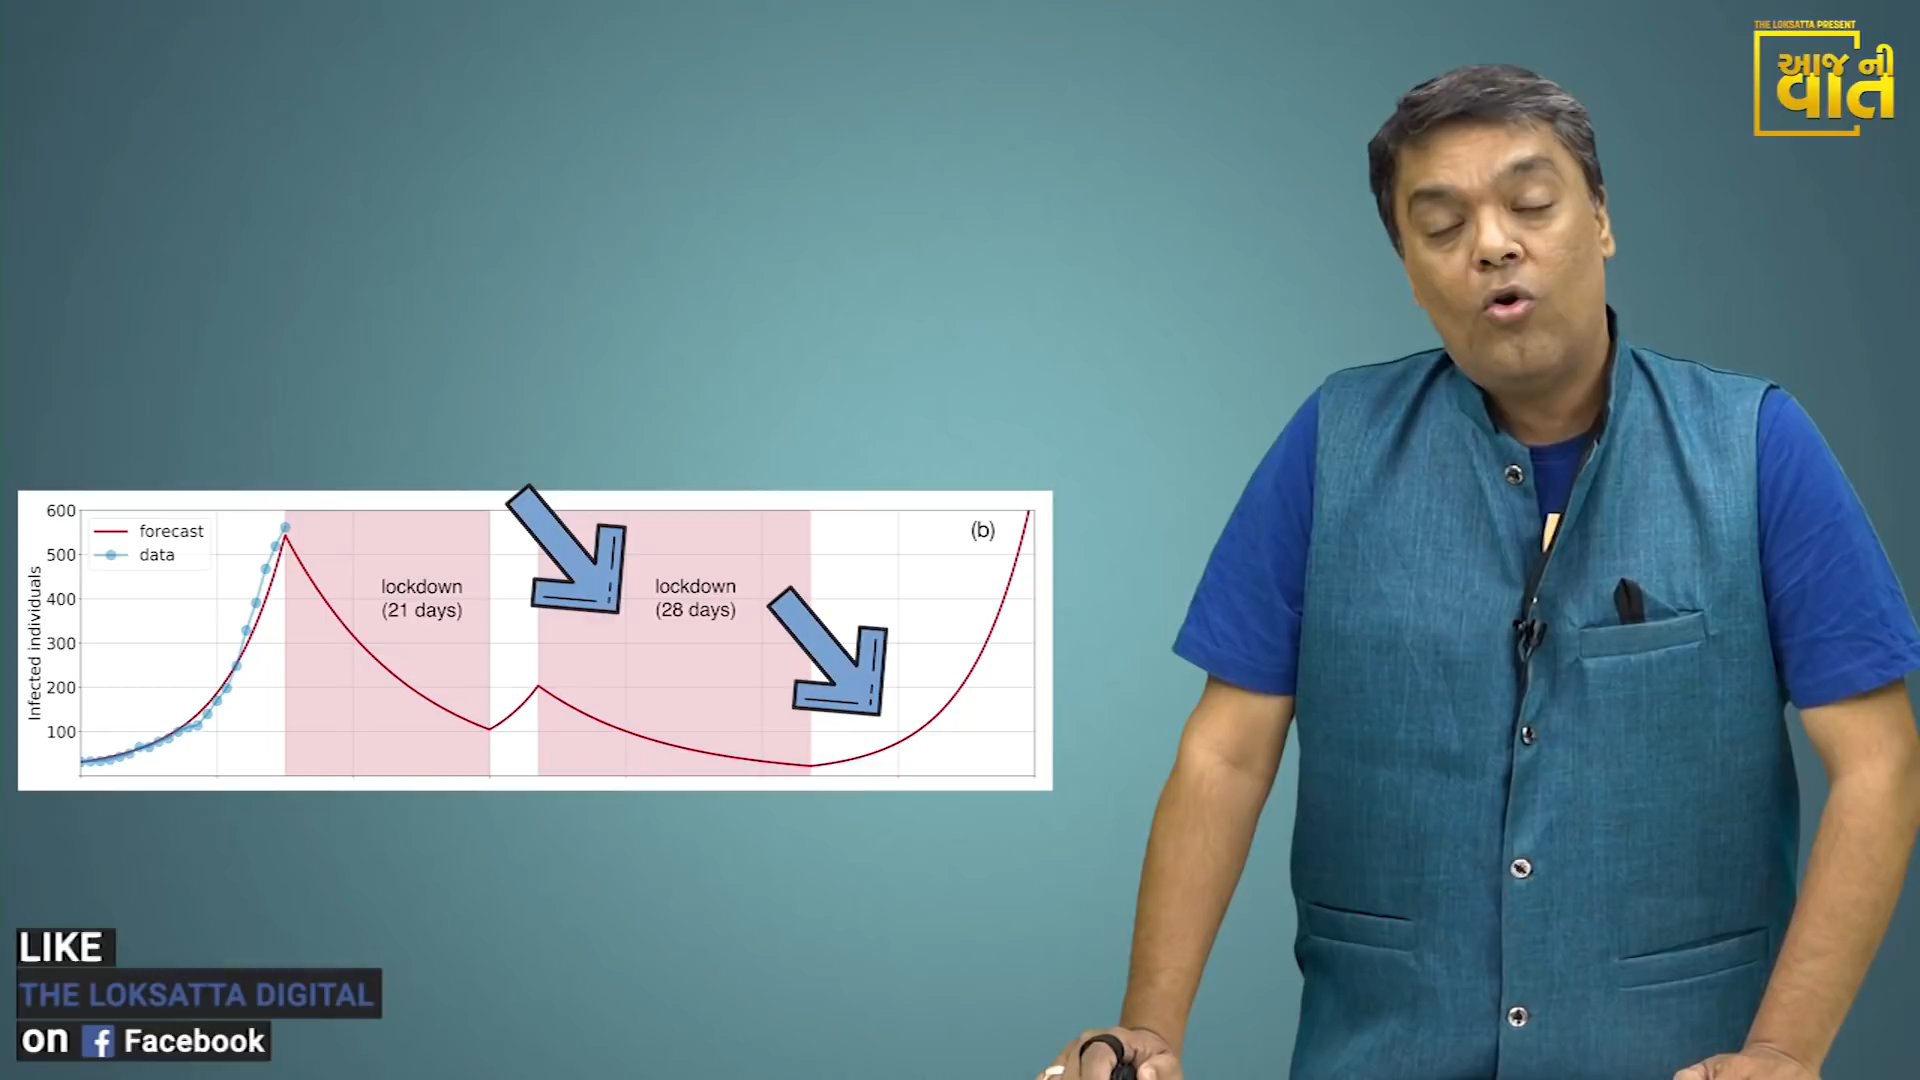 THE LOKSATTA PRESENT
આજ ની
વાત
600
500
400
300
200
100
Infected individuals
forecast
data
lockdown
(21 days)
lockdown
(28 days)
(b)
LIKE
THE LOKSATTA DIGITAL
on f Facebook